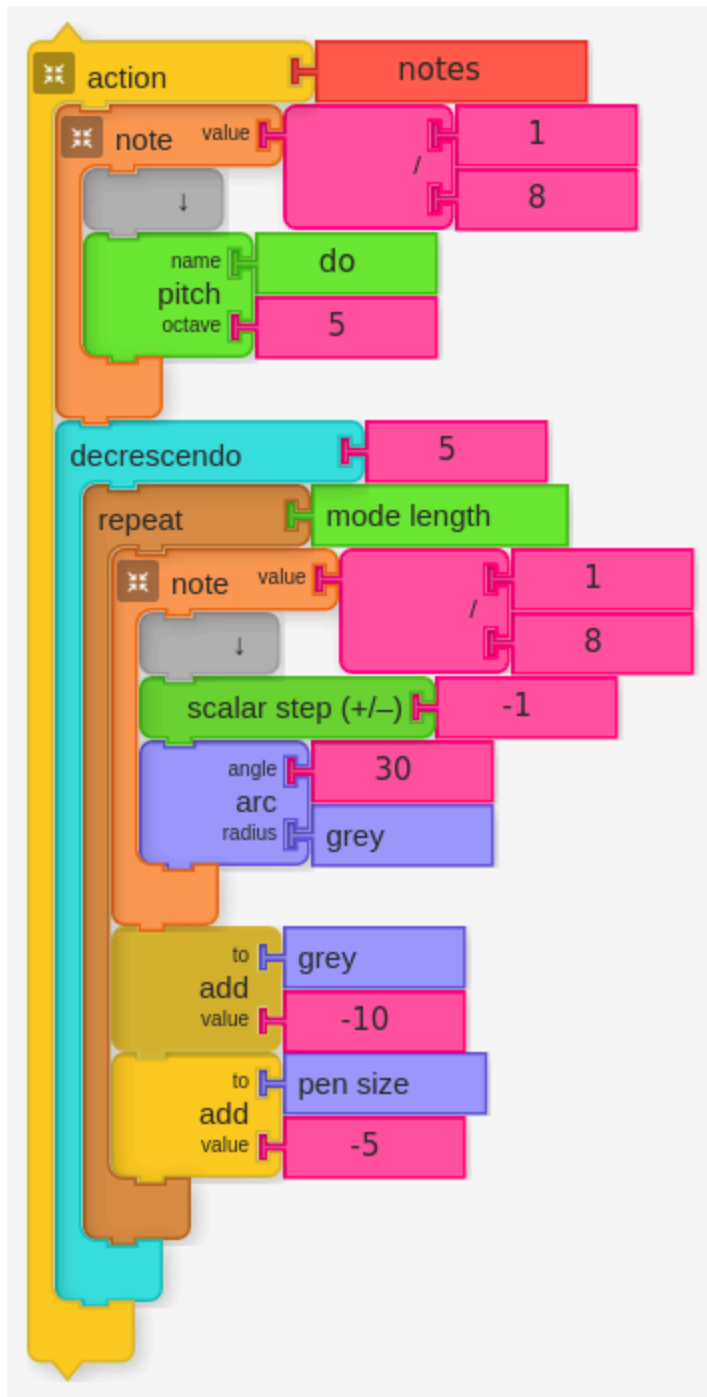 action notes
note value 1
/
8
↓
name do
pitch
octave 5
decrescendo 5
repeat mode length
note value 1
/
8
↓
scalar step (+/–) -1
angle 30
arc
radius grey
to grey
add
value -10
to pen size
add
value -5